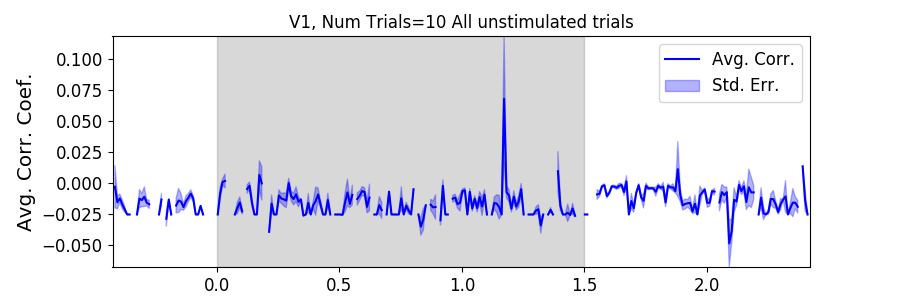 V1, Num Trials=10 All unstimulated trials
Avg. Corr. Coef.
0.100
0.075
0.050
0.025
0.000
−0.025
−0.050
Avg. Corr.
Std. Err.
0.0 0.5 1.0 1.5 2.0